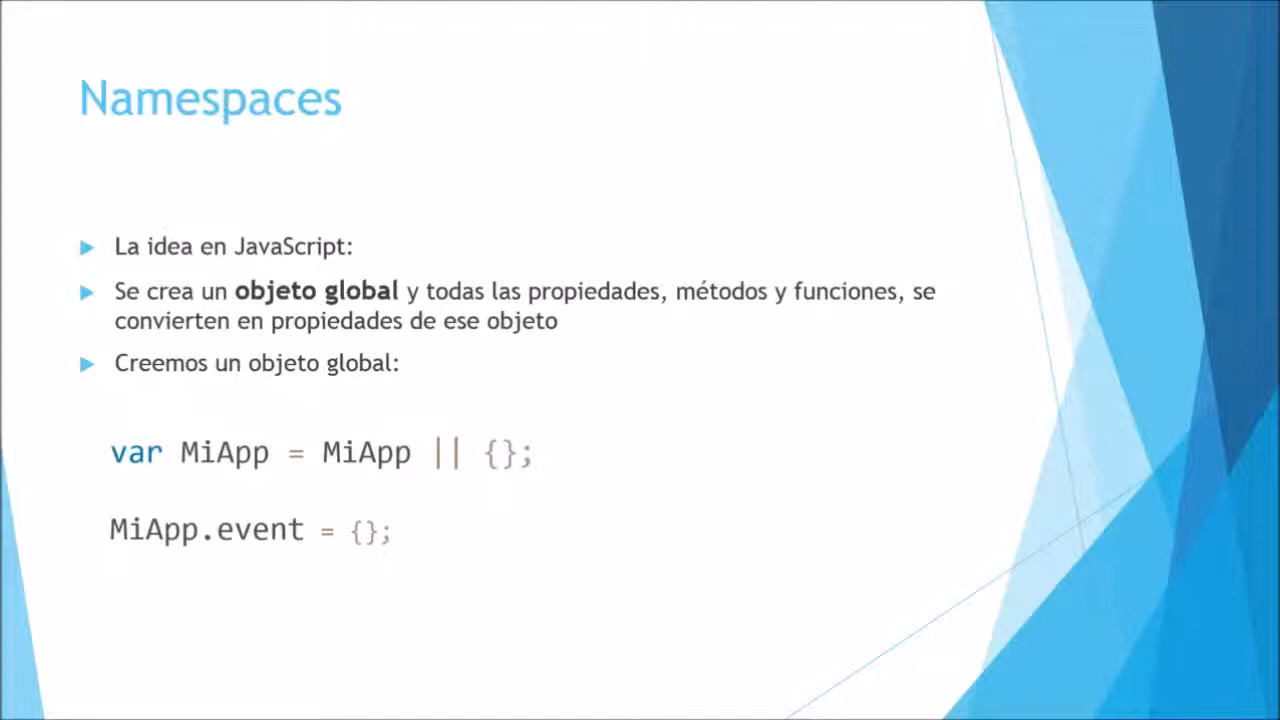 Namespaces
La idea en JavaScript:
Se crea un objeto global y todas las propiedades, métodos y funciones, se
convierten en propiedades de ese objeto
Creemos un objeto global:
var MiApp = MiApp || {};
MiApp.event = {};